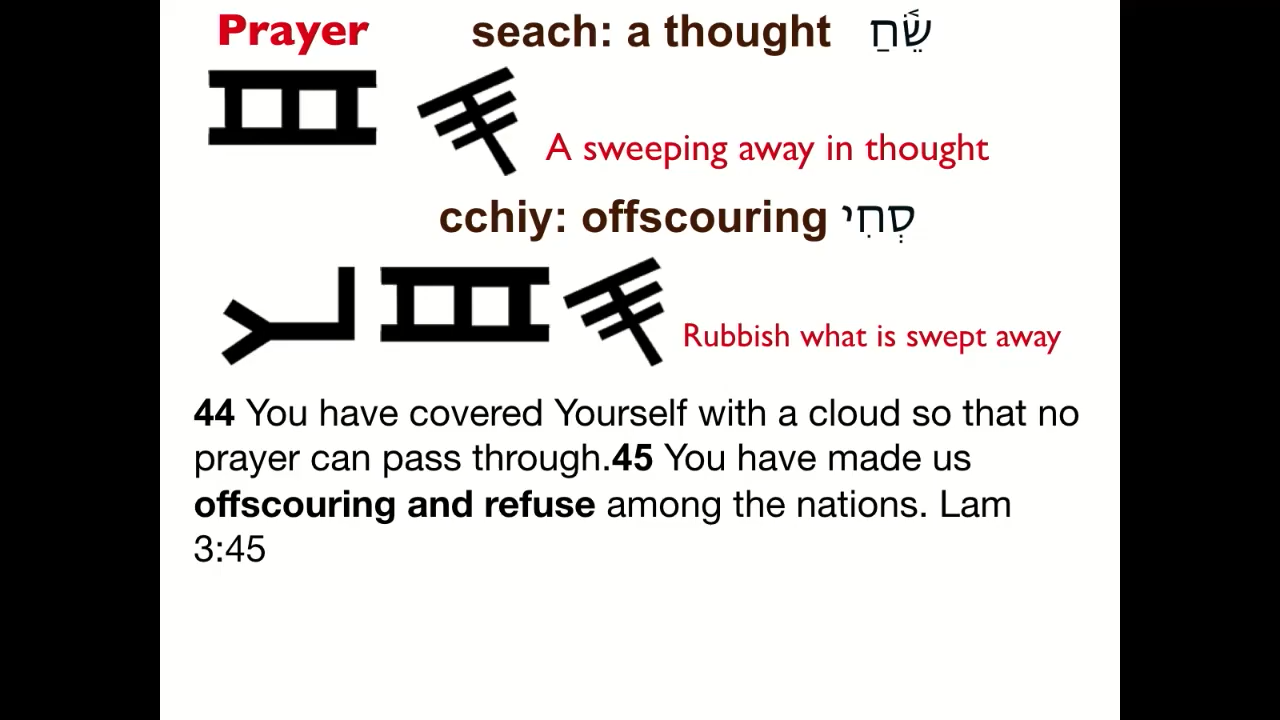 Prayer seach: a thought שֵׂ֘חַ
A sweeping away in thought
cchiy: offscouring סְחִי
Rubbish what is swept away
44 You have covered Yourself with a cloud so that no
prayer can pass through.45 You have made us
offscouring and refuse among the nations. Lam
3:45